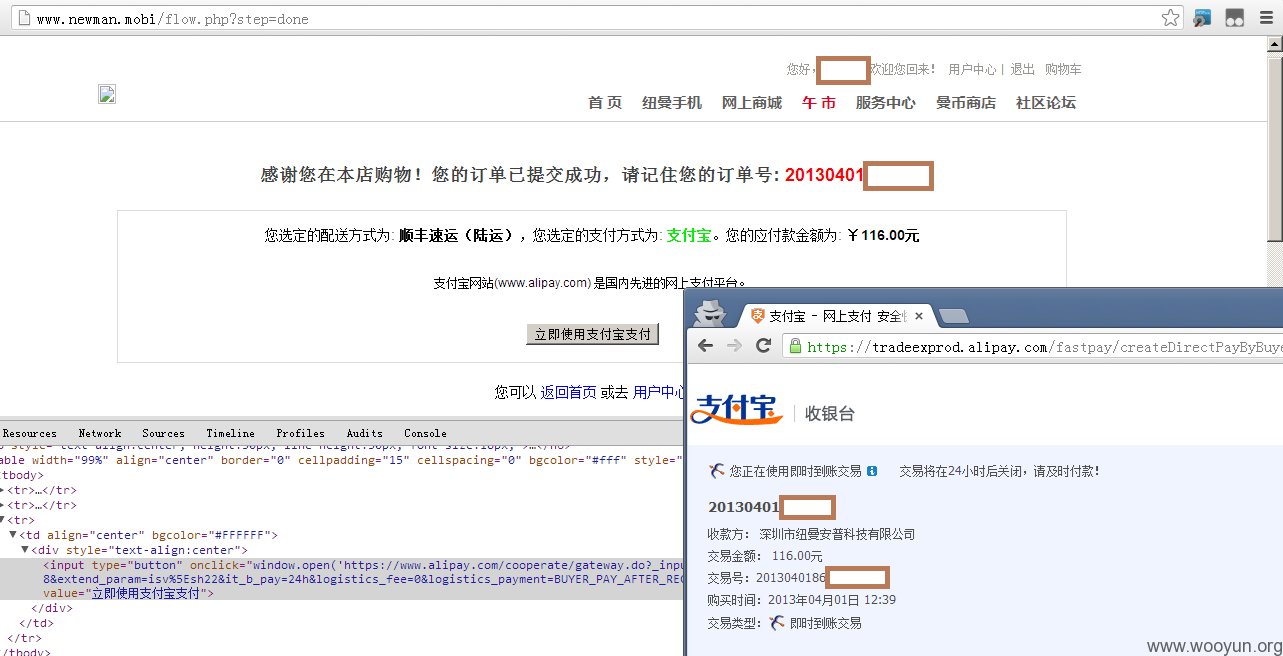 www.newman.mobi/flow.php?step=done
您好, 欢迎您回来! 用户中心 | 退出 购物车
首页 纽曼手机 网上商城 午市 服务中心 曼币商店 社区论坛
感谢您在本店购物！您的订单已提交成功，请记住您的订单号: 20130401
您选定的配送方式为: 顺丰速运（陆运），您选定的支付方式为: 支付宝。您的应付款金额为: ￥116.00元
支付宝网站(www.alipay.com) 是国内先进的网上支付平台。
立即使用支付宝支付
您可以 返回首页 或去 用户中心
Resources Network Sources Timeline Profiles Audits Console
able width="99%" align="center" border="0" cellpadding="15" cellspacing="0" bgcolor="#fff" style="
tbody>
<tr>…</tr>
<tr>…</tr>
<tr>
<td align="center" bgcolor="#FFFFFF">
<div style="text-align:center">
<input type="button" onclick="window.open('https://www.alipay.com/cooperate/gateway.do?_inpu
8&extend_param=isv%5Esh22&it_b_pay=24h&logistics_fee=0&logistics_payment=BUYER_PAY_AFTER_REC
value="立即使用支付宝支付">
</div>
</td>
</tr>
/tbody>
支付宝 - 网上支付 安全
https://tradeexprod.alipay.com/fastpay/createDirectPayByBuye
支付宝 | 收银台
您正在使用即时到账交易 交易将在24小时后关闭，请及时付款！
20130401
收款方： 深圳市纽曼安普科技有限公司
交易金额： 116.00元
交易号：2013040186
购买时间：2013年04月01日 12:39
交易类型： 即时到账交易
www.wooyun.org